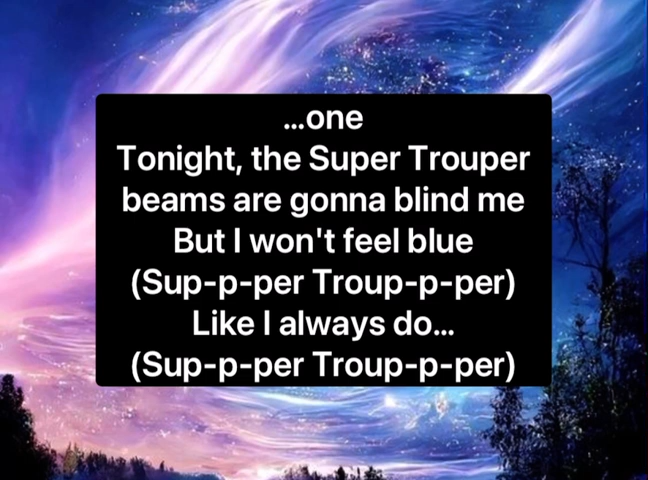 ...one
Tonight, the Super Trouper
beams are gonna blind me
But I won't feel blue
(Sup-p-per Troup-p-per)
Like I always do...
(Sup-p-per Troup-p-per)